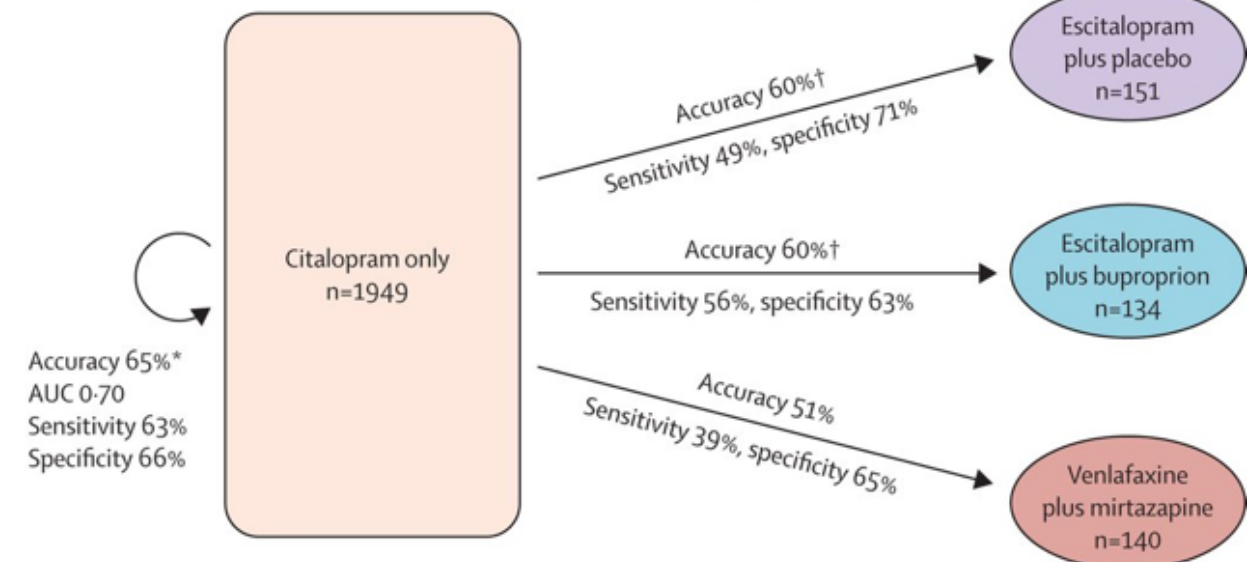 Citalopram only
n=1949
Accuracy 65%*
AUC 0·70
Sensitivity 63%
Specificity 66%
Accuracy 60%†
Sensitivity 49%, specificity 71%
Escitalopram
plus placebo
n=151
Accuracy 60%†
Sensitivity 56%, specificity 63%
Escitalopram
plus buproprion
n=134
Accuracy 51%
Sensitivity 39%, specificity 65%
Venlafaxine
plus mirtazapine
n=140